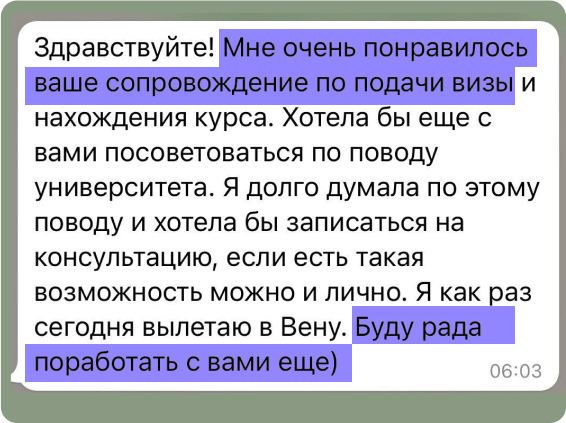 Здравствуйте! Мне очень понравилось
ваше сопровождение по подачи визы и
нахождения курса. Хотела бы еще с
вами посоветоваться по поводу
университета. Я долго думала по этому
поводу и хотела бы записаться на
консультацию, если есть такая
возможность можно и лично. Я как раз
сегодня вылетаю в Вену. Буду рада
поработать с вами еще)
06:03